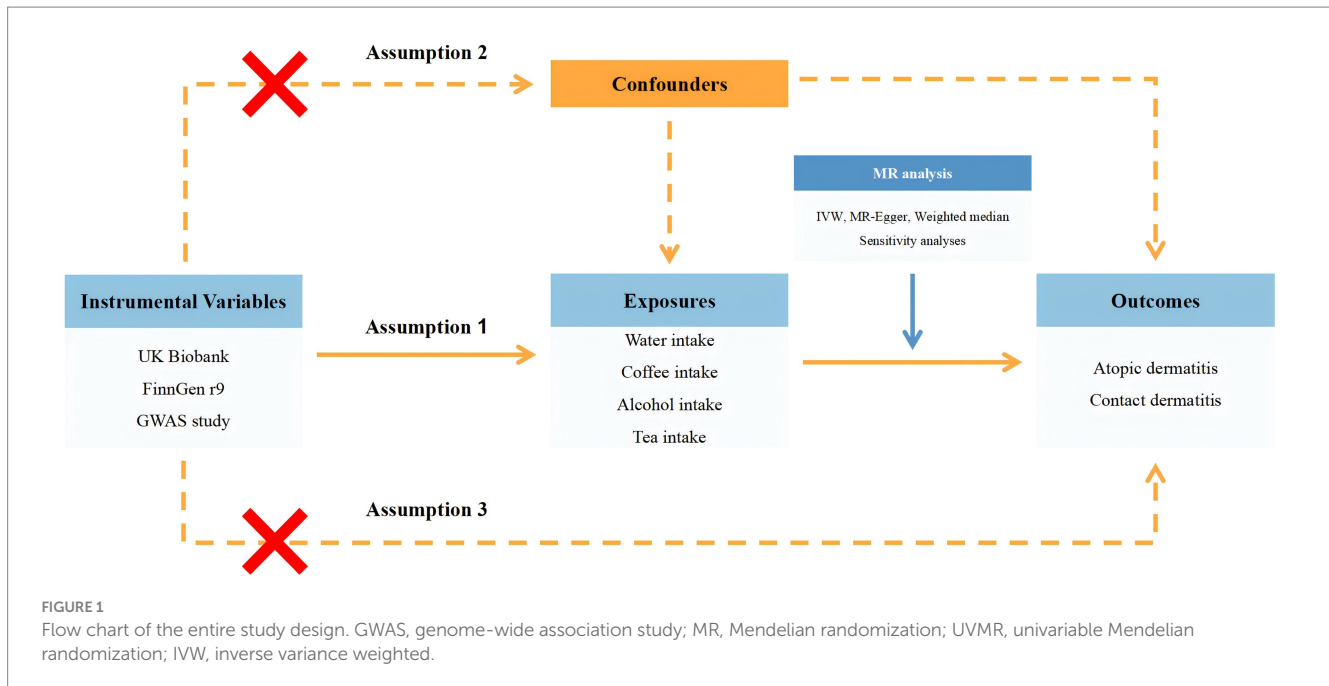 Assumption 2
Confounders
MR analysis
IVW, MR-Egger, Weighted median
Sensitivity analyses
Instrumental Variables
UK Biobank
FinnGen r9
GWAS study
Assumption 1
Exposures
Water intake
Coffee intake
Alcohol intake
Tea intake
Outcomes
Atopic dermatitis
Contact dermatitis
Assumption 3
FIGURE 1
Flow chart of the entire study design. GWAS, genome-wide association study; MR, Mendelian randomization; UVMR, univariable Mendelian
randomization; IVW, inverse variance weighted.